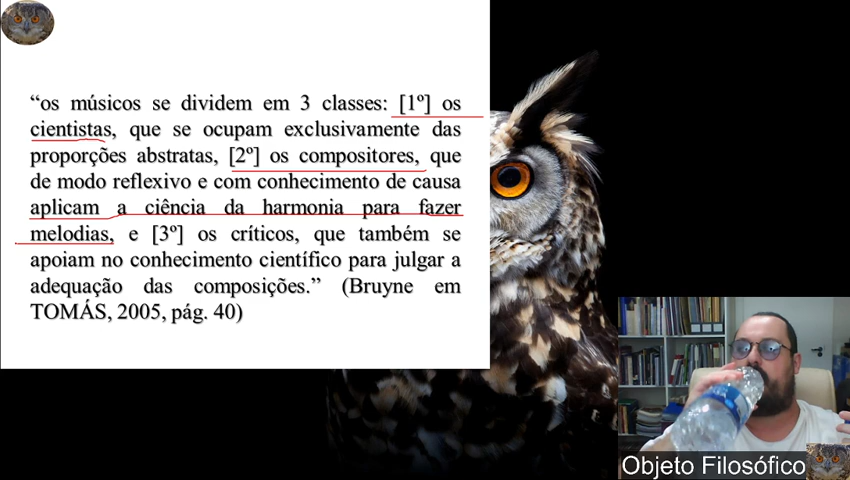 “os músicos se dividem em 3 classes: [1º] os
cientistas, que se ocupam exclusivamente das
proporções abstratas, [2º] os compositores, que
de modo reflexivo e com conhecimento de causa
aplicam a ciência da harmonia para fazer
melodias, e [3º] os críticos, que também se
apoiam no conhecimento científico para julgar a
adequação das composições.” (Bruyne em
TOMÁS, 2005, pág. 40)
Objeto Filosófico